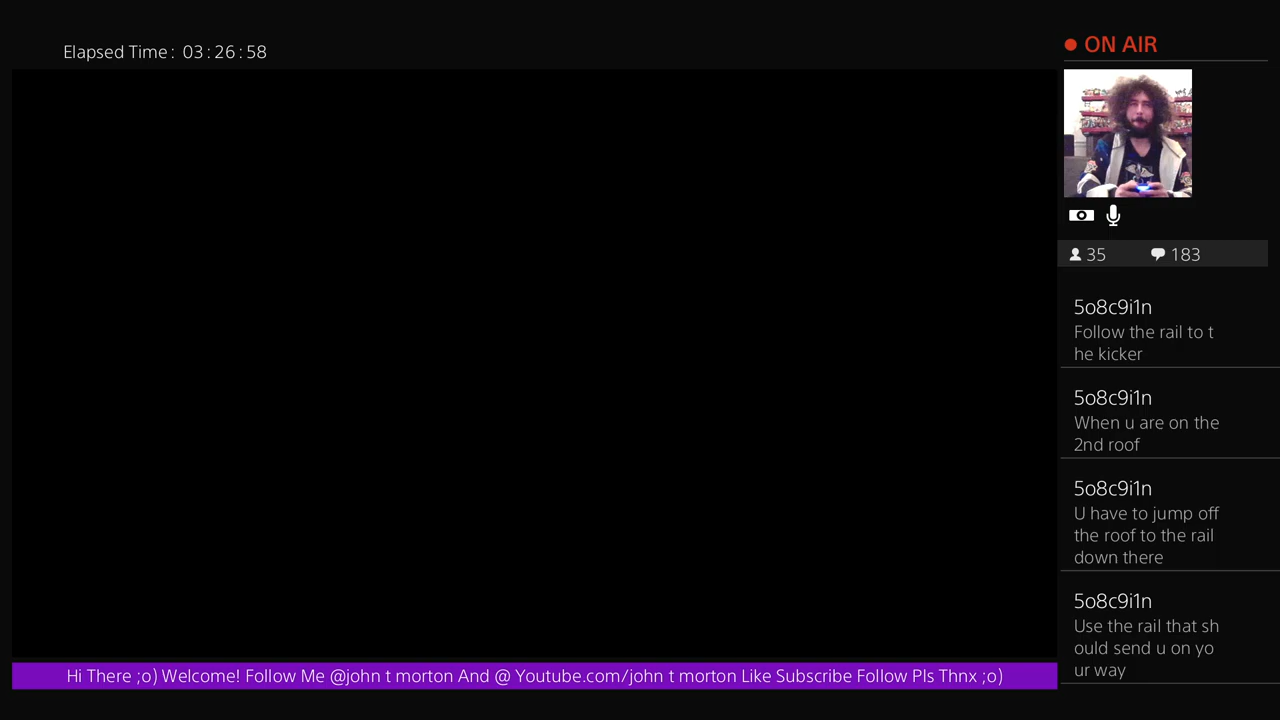 Elapsed Time: 03:26:58
ON AIR
35
183
5o8c9i1n
Follow the rail to t
he kicker
5o8c9i1n
When u are on the
2nd roof
5o8c9i1n
U have to jump off
the roof to the rail
down there
5o8c9i1n
Use the rail that sh
ould send u on yo
ur way
Hi There ;o) Welcome! Follow Me @john t morton And @ Youtube.com/john t morton Like Subscribe Follow Pls Thnx ;o)